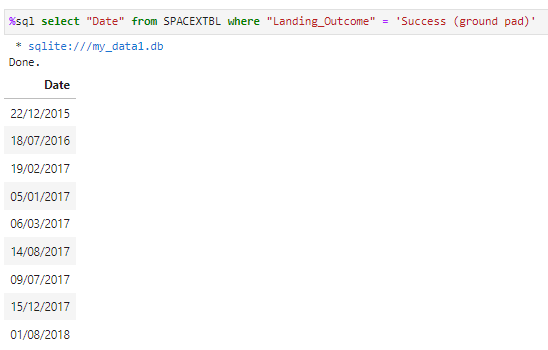 %sql select "Date" from SPACEXTBL where "Landing_Outcome" = 'Success (ground pad)'
* sqlite:///my_data1.db
Done.
Date
22/12/2015
18/07/2016
19/02/2017
05/01/2017
06/03/2017
14/08/2017
09/07/2017
15/12/2017
01/08/2018